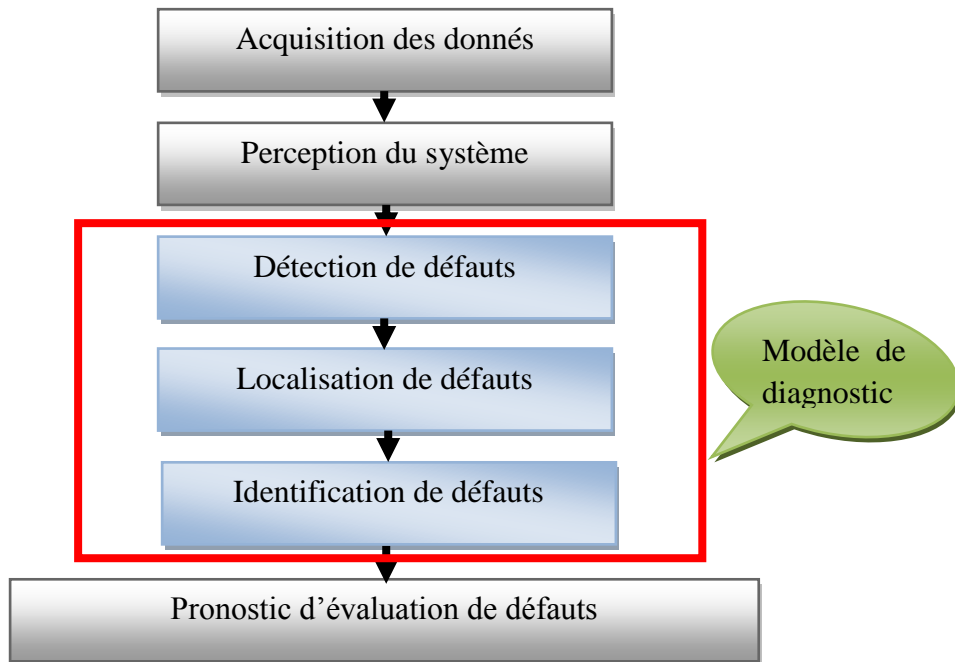 Acquisition des donnés
Perception du système
Détection de défauts
Localisation de défauts
Identification de défauts
Modèle de
diagnostic
Pronostic d’évaluation de défauts